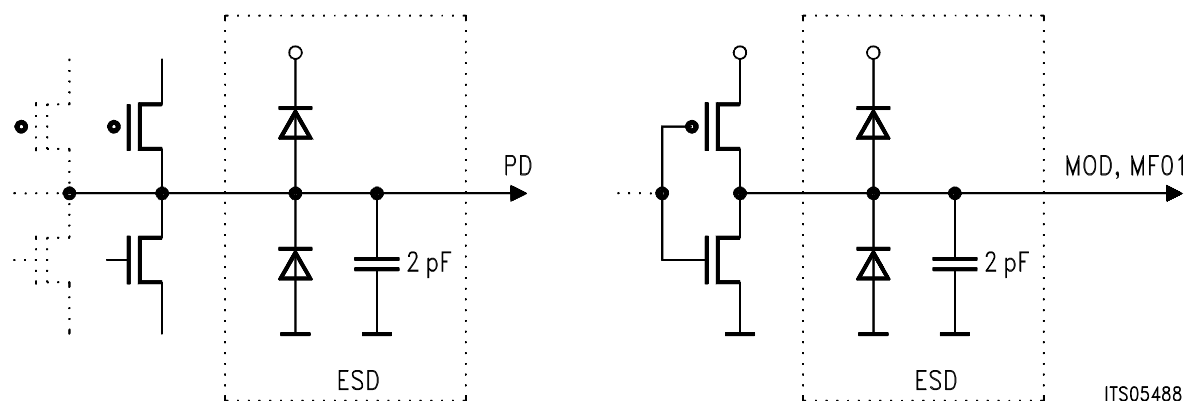 PD
2 pF
ESD
MOD, MF01
2 pF
ESD
ITS05488